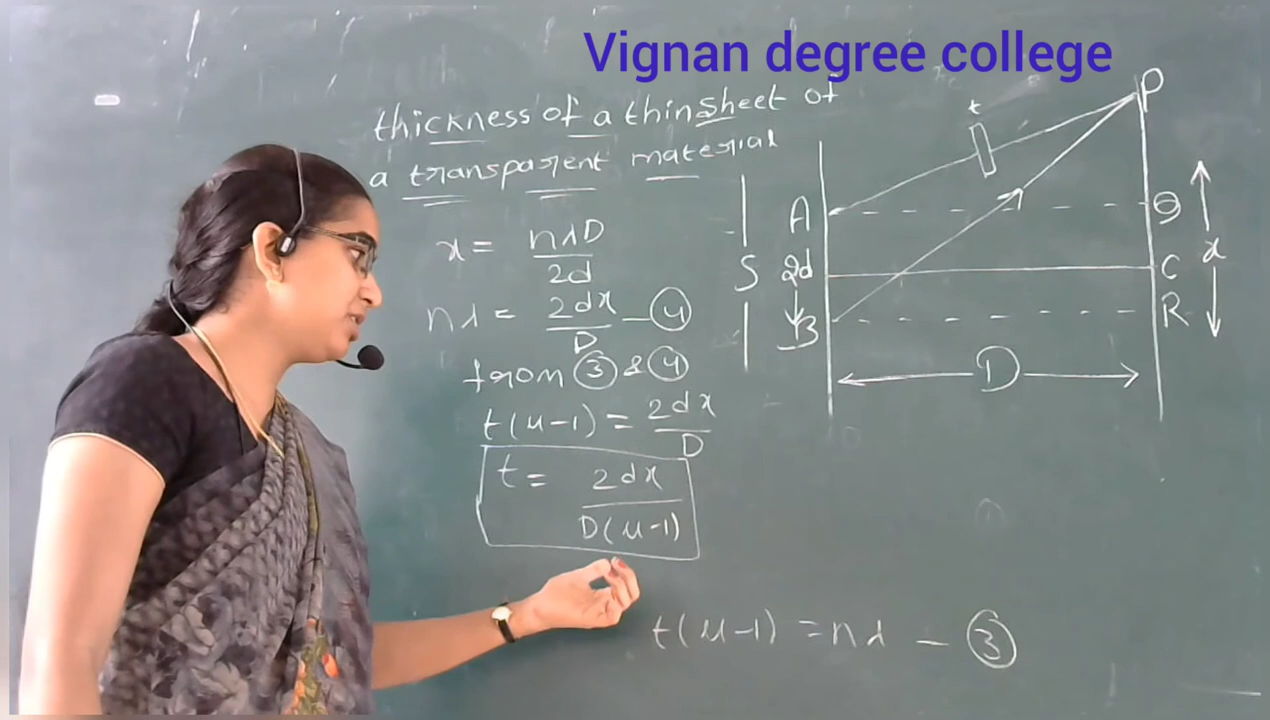 Vignan degree college
thickness of a thin sheet of
a transparent material
x = nλD/2d
nλ = 2dx/D — ④
from ③ & ④
t(μ-1) = 2dx/D
t = 2dx/D(μ-1)
t(μ-1) = nλ — ③
P
t
A
Q
S
2d
C
x
B
R
D